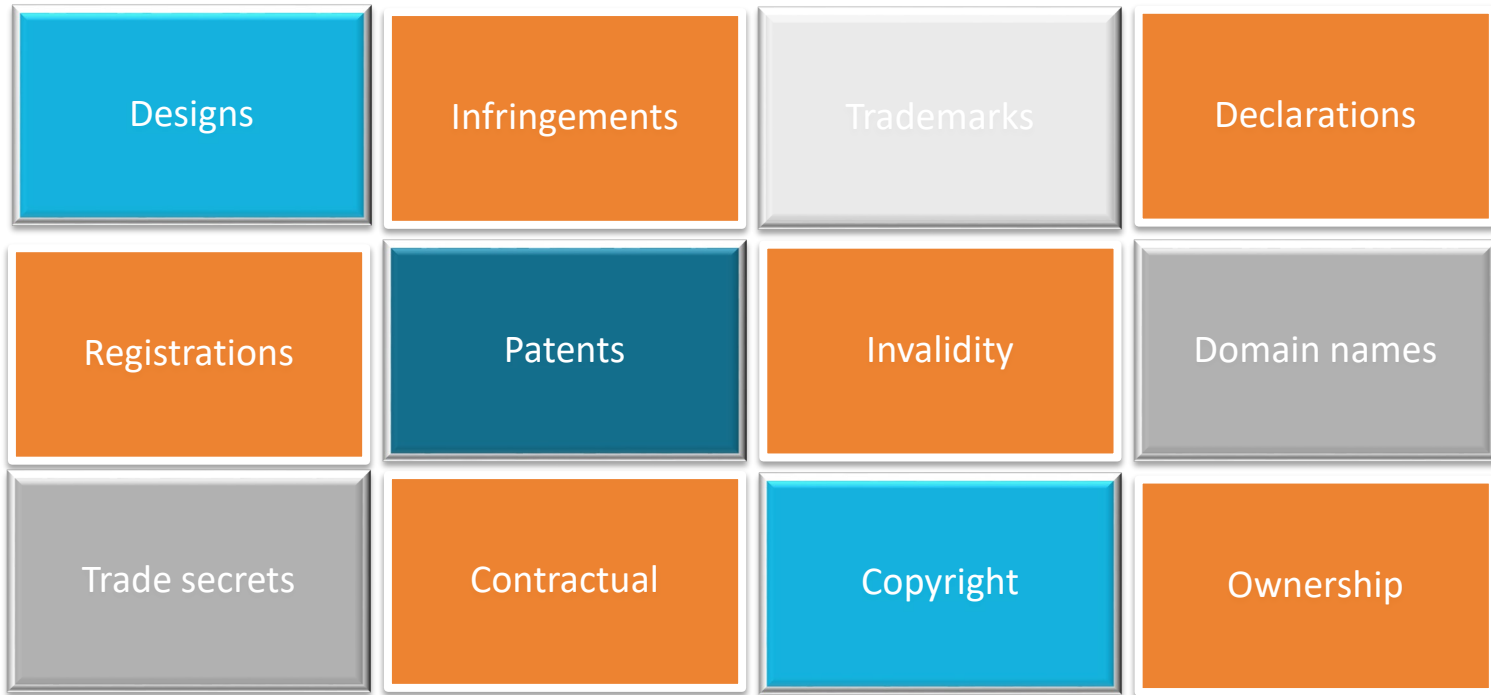 Designs
Infringements
Trademarks
Declarations
Registrations
Patents
Invalidity
Domain names
Trade secrets
Contractual
Copyright
Ownership